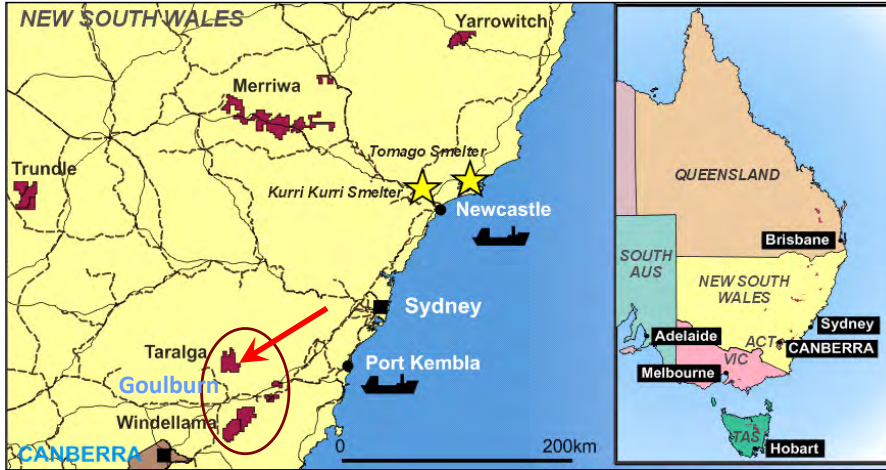 NEW SOUTH WALES
Yarrowitch
Merriwa
Trundle
Tomago Smelter
Kurri Kurri Smelter
Newcastle
Sydney
Taralga
Port Kembla
Goulburn
Windellama
CANBERRA
0
200km
QUEENSLAND
Brisbane
SOUTH
AUS
NEW SOUTH
WALES
Sydney
Adelaide
ACT
CANBERRA
VIC
Melbourne
TAS
Hobart